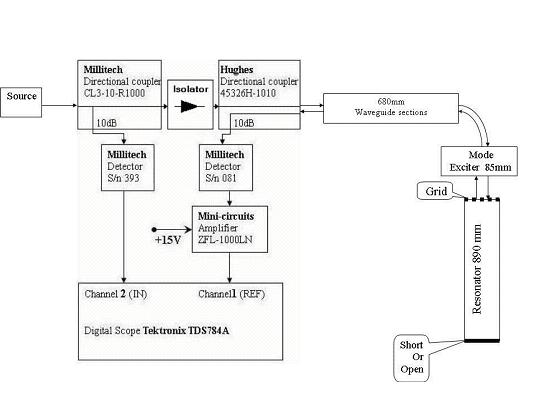 Source
Millitech
Directional coupler
CL3-10-R1000
10dB
Isolator
Hughes
Directional coupler
45326H-1010
10dB
680mm
Waveguide sections
Mode
Exciter 85mm
Grid
Resonator 890 mm
Short
Or
Open
Millitech
Detector
S/n 393
Millitech
Detector
S/n 081
Mini-circuits
Amplifier
ZFL-1000LN
+15V
Channel 2 (IN)
Channel1 (REF)
Digital Scope Tektronix TDS784A